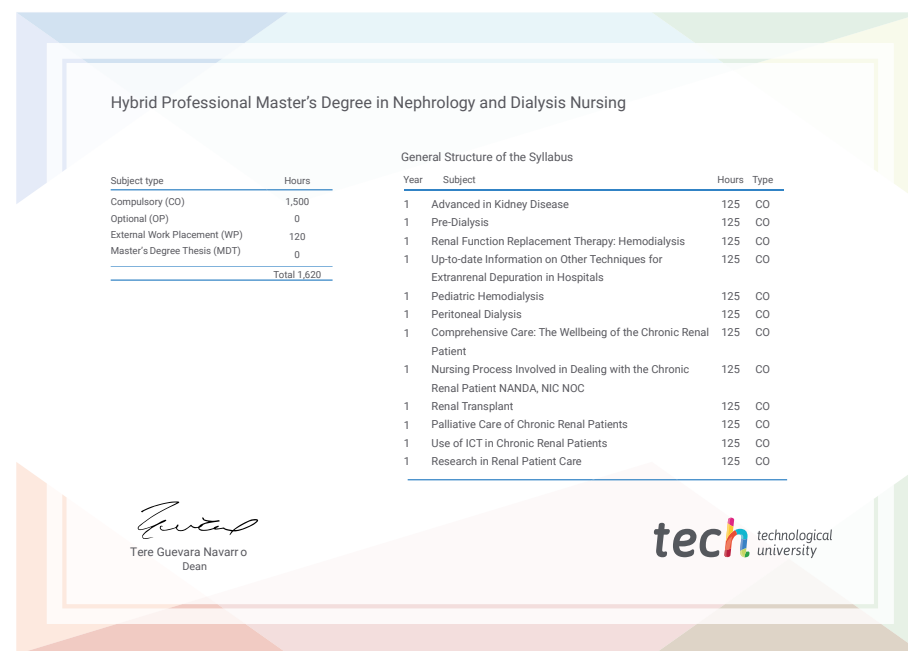 Hybrid Professional Master’s Degree in Nephrology and Dialysis Nursing
Subject type Hours
Compulsory (CO) 1,500
Optional (OP) 0
External Work Placement (WP) 120
Master’s Degree Thesis (MDT) 0
Total 1,620
General Structure of the Syllabus
Year Subject Hours Type
1 Advanced in Kidney Disease 125 CO
1 Pre-Dialysis 125 CO
1 Renal Function Replacement Therapy: Hemodialysis 125 CO
1 Up-to-date Information on Other Techniques for 125 CO
Extranrenal Depuration in Hospitals
1 Pediatric Hemodialysis 125 CO
1 Peritoneal Dialysis 125 CO
1 Comprehensive Care: The Wellbeing of the Chronic Renal 125 CO
Patient
1 Nursing Process Involved in Dealing with the Chronic 125 CO
Renal Patient NANDA, NIC NOC
1 Renal Transplant 125 CO
1 Palliative Care of Chronic Renal Patients 125 CO
1 Use of ICT in Chronic Renal Patients 125 CO
1 Research in Renal Patient Care 125 CO
Tere Guevara Navarro
Dean
tech technological
university